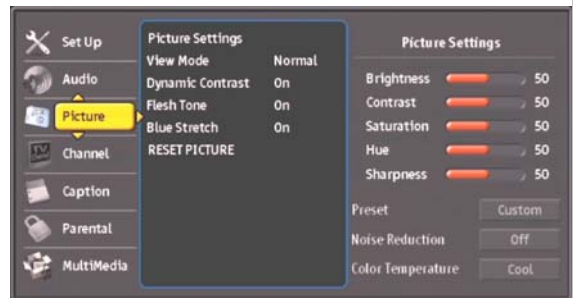 Set Up
Audio
Picture
Channel
Caption
Parental
MultiMedia
Picture Settings
View Mode Normal
Dynamic Contrast On
Flesh Tone On
Blue Stretch On
RESET PICTURE
Picture Settings
Brightness 50
Contrast 50
Saturation 50
Hue 50
Sharpness 50
Preset Custom
Noise Reduction Off
Color Temperature Cool